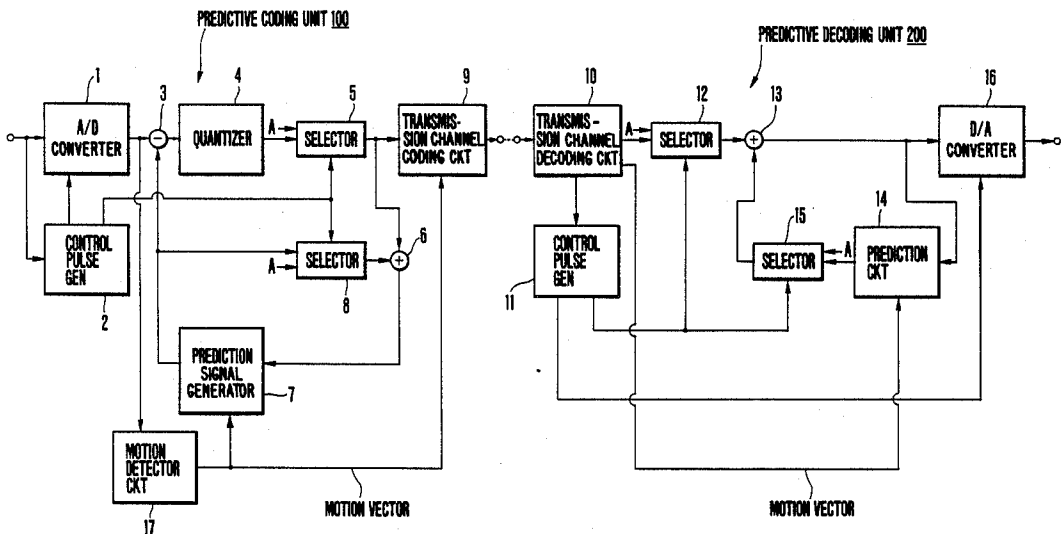 PREDICTIVE CODING UNIT 100
PREDICTIVE DECODING UNIT 200
1
A/D
CONVERTER
3
4
QUANTIZER
A
5
SELECTOR
9
TRANSMIS-
SION CHANNEL
CODING CKT
10
TRANSMIS-
SION CHANNEL
DECODING CKT
A
12
SELECTOR
13
16
D/A
CONVERTER
CONTROL
PULSE
GEN
2
A
SELECTOR
8
6
CONTROL
PULSE
GEN
11
15
SELECTOR
A
14
PREDICTION
CKT
PREDICTION
SIGNAL
GENERATOR
7
MOTION
DETECTOR
CKT
17
MOTION VECTOR
MOTION VECTOR